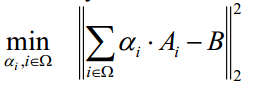 min_{α_i, i∈Ω} ‖ ∑_{i∈Ω} α_i · A_i − B ‖_2^2